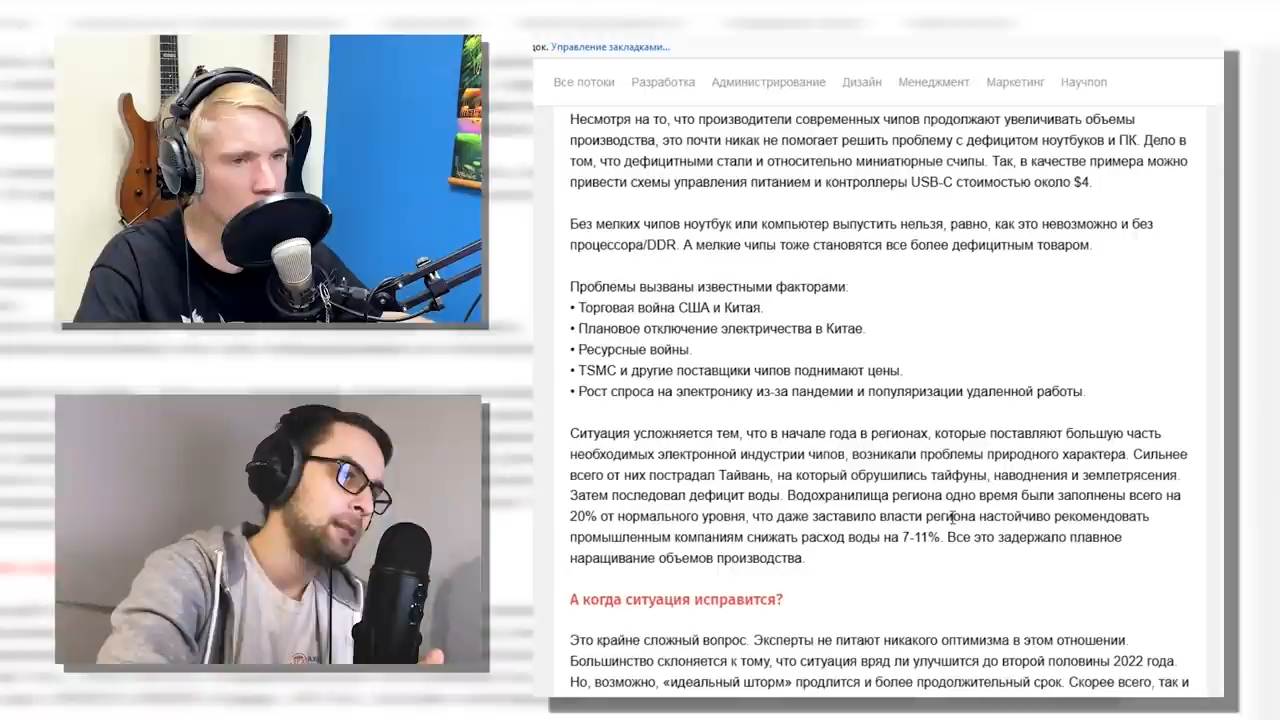 док. Управление закладками...
Все потоки Разработка Администрирование Дизайн Менеджмент Маркетинг Научпоп
Несмотря на то, что производители современных чипов продолжают увеличивать объемы
производства, это почти никак не помогает решить проблему с дефицитом ноутбуков и ПК. Дело в
том, что дефицитными стали и относительно миниатюрные счипы. Так, в качестве примера можно
привести схемы управления питанием и контроллеры USB-C стоимостью около $4.
Без мелких чипов ноутбук или компьютер выпустить нельзя, равно, как это невозможно и без
процессора/DDR. А мелкие чипы тоже становятся все более дефицитным товаром.
Проблемы вызваны известными факторами:
• Торговая война США и Китая.
• Плановое отключение электричества в Китае.
• Ресурсные войны.
• TSMC и другие поставщики чипов поднимают цены.
• Рост спроса на электронику из-за пандемии и популяризации удаленной работы.
Ситуация усложняется тем, что в начале года в регионах, которые поставляют большую часть
необходимых электронной индустрии чипов, возникали проблемы природного характера. Сильнее
всего от них пострадал Тайвань, на который обрушились тайфуны, наводнения и землетрясения.
Затем последовал дефицит воды. Водохранилища региона одно время были заполнены всего на
20% от нормального уровня, что даже заставило власти региона настойчиво рекомендовать
промышленным компаниям снижать расход воды на 7-11%. Все это задержало плавное
наращивание объемов производства.
А когда ситуация исправится?
Это крайне сложный вопрос. Эксперты не питают никакого оптимизма в этом отношении.
Большинство склоняется к тому, что ситуация вряд ли улучшится до второй половины 2022 года.
Но, возможно, «идеальный шторм» продлится и более продолжительный срок. Скорее всего, так и